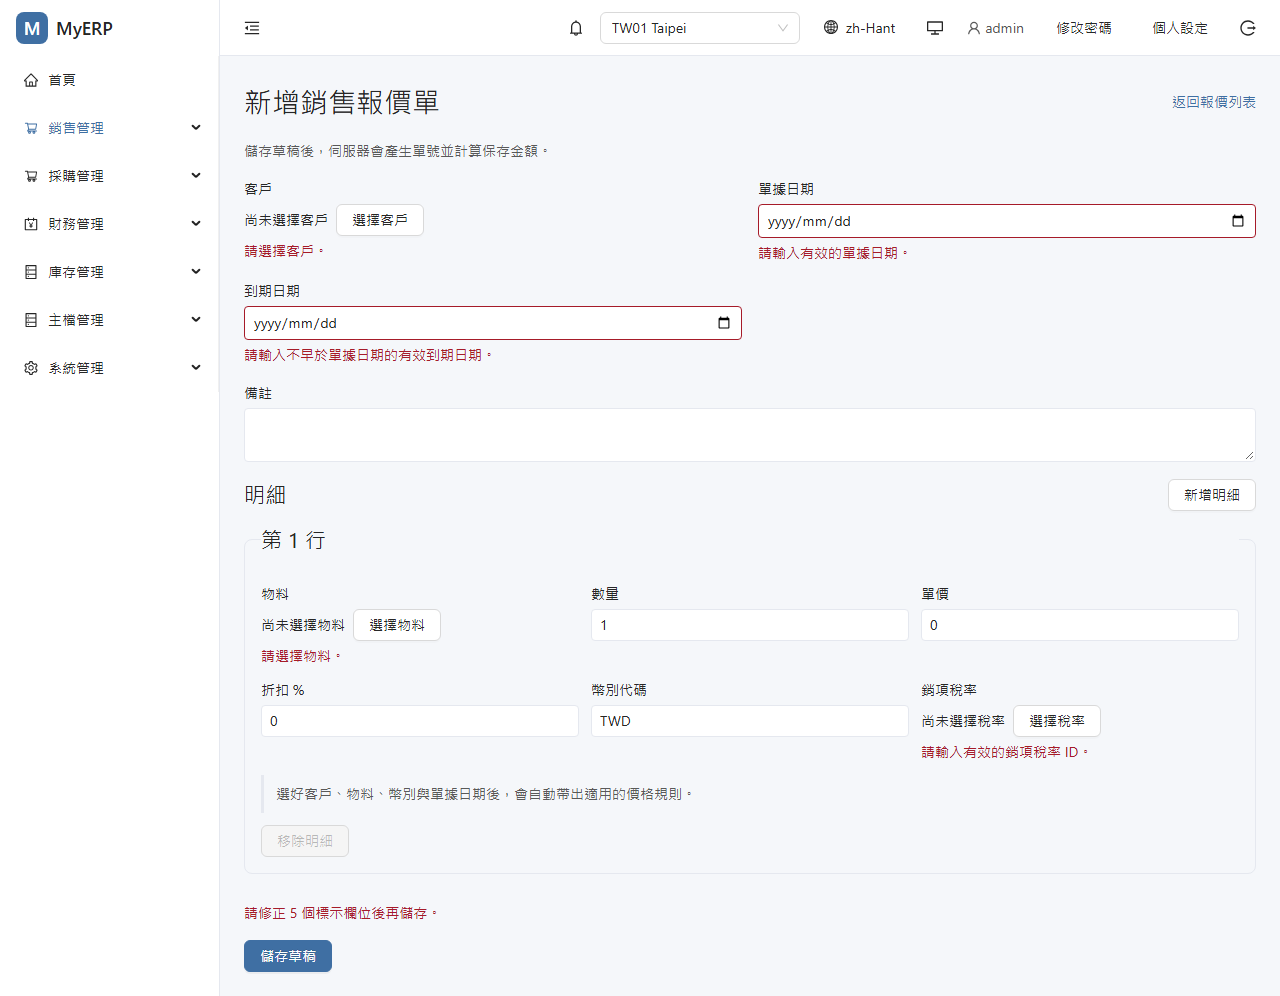 M MyERP
TW01 Taipei
zh-Hant
admin
修改密碼
個人設定
首頁
銷售管理
採購管理
財務管理
庫存管理
主檔管理
系統管理
新增銷售報價單
返回報價列表
儲存草稿後，伺服器會產生單號並計算保存金額。
客戶
尚未選擇客戶 選擇客戶
請選擇客戶。
單據日期
yyyy/mm/dd
請輸入有效的單據日期。
到期日期
yyyy/mm/dd
請輸入不早於單據日期的有效到期日期。
備註
明細
新增明細
第 1 行
物料
尚未選擇物料 選擇物料
請選擇物料。
數量
1
單價
0
折扣 %
0
幣別代碼
TWD
銷項稅率
尚未選擇稅率 選擇稅率
請輸入有效的銷項稅率 ID。
選好客戶、物料、幣別與單據日期後，會自動帶出適用的價格規則。
移除明細
請修正 5 個標示欄位後再儲存。
儲存草稿